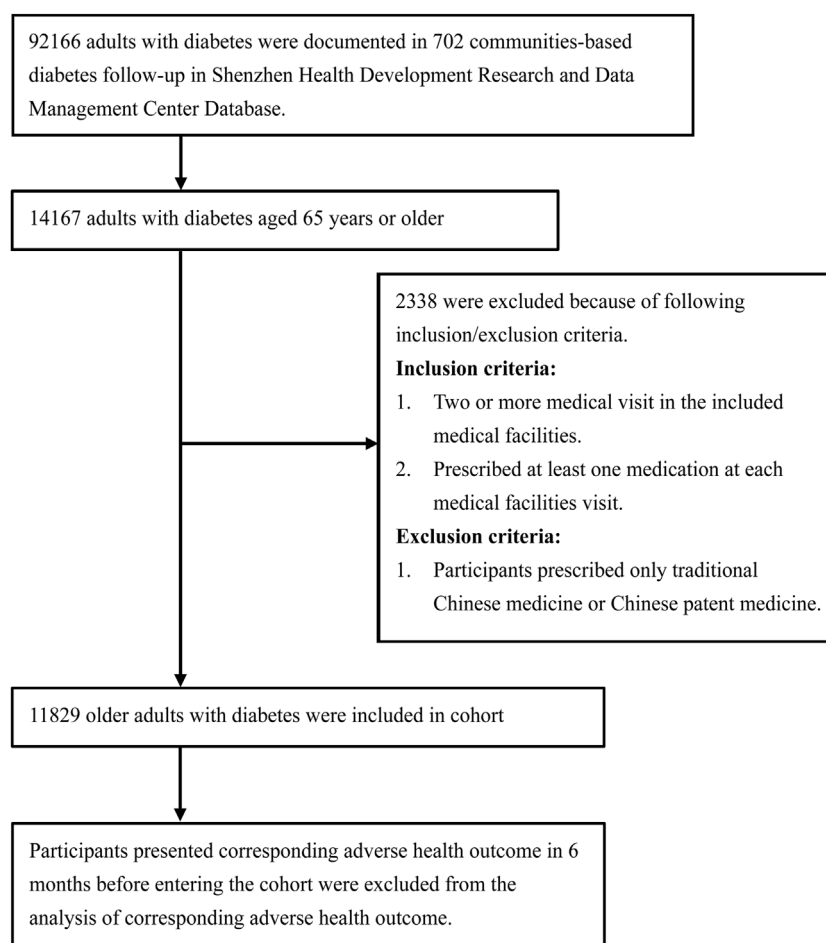 92166 adults with diabetes were documented in 702 communities-based
diabetes follow-up in Shenzhen Health Development Research and Data
Management Center Database.
14167 adults with diabetes aged 65 years or older
2338 were excluded because of following
inclusion/exclusion criteria.
Inclusion criteria:
1. Two or more medical visit in the included
medical facilities.
2. Prescribed at least one medication at each
medical facilities visit.
Exclusion criteria:
1. Participants prescribed only traditional
Chinese medicine or Chinese patent medicine.
11829 older adults with diabetes were included in cohort
Participants presented corresponding adverse health outcome in 6
months before entering the cohort were excluded from the
analysis of corresponding adverse health outcome.